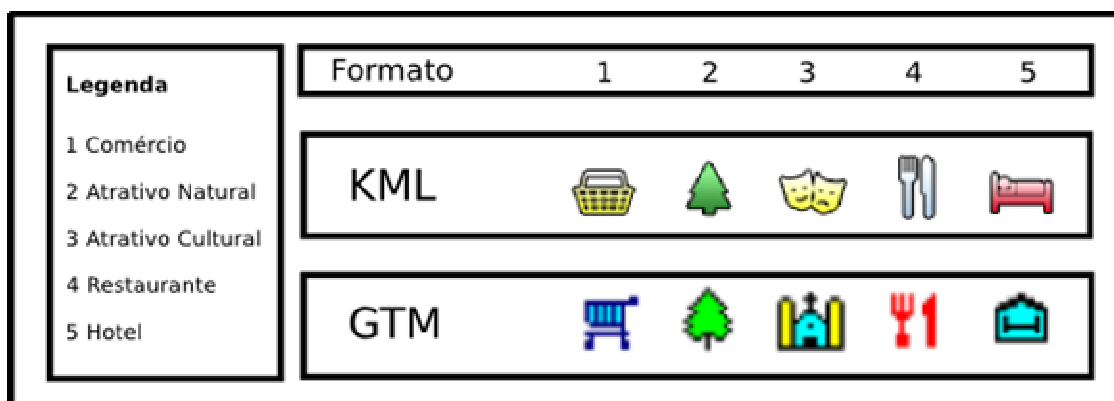 Legenda
1 Comércio
2 Atrativo Natural
3 Atrativo Cultural
4 Restaurante
5 Hotel
Formato 1 2 3 4 5
KML
GTM